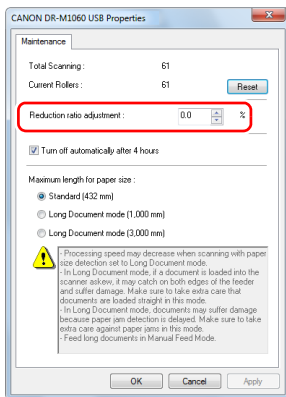 CANON DR-M1060 USB Properties
Maintenance
Total Scanning : 61
Current Rollers : 61 Reset
Reduction ratio adjustment : 0.0 %
Turn off automatically after 4 hours
Maximum length for paper size :
Standard (432 mm)
Long Document mode (1,000 mm)
Long Document mode (3,000 mm)
- Processing speed may decrease when scanning with paper
size detection set to Long Document mode.
- In Long Document mode, if a document is loaded into the
scanner askew, it may catch on both edges of the feeder
and suffer damage. Make sure to take extra care that
documents are loaded straight in this mode.
- In Long Document mode, documents may suffer damage
because paper jam detection is delayed. Make sure to take
extra care against paper jams in this mode.
- Feed long documents in Manual Feed Mode.
OK Cancel Apply